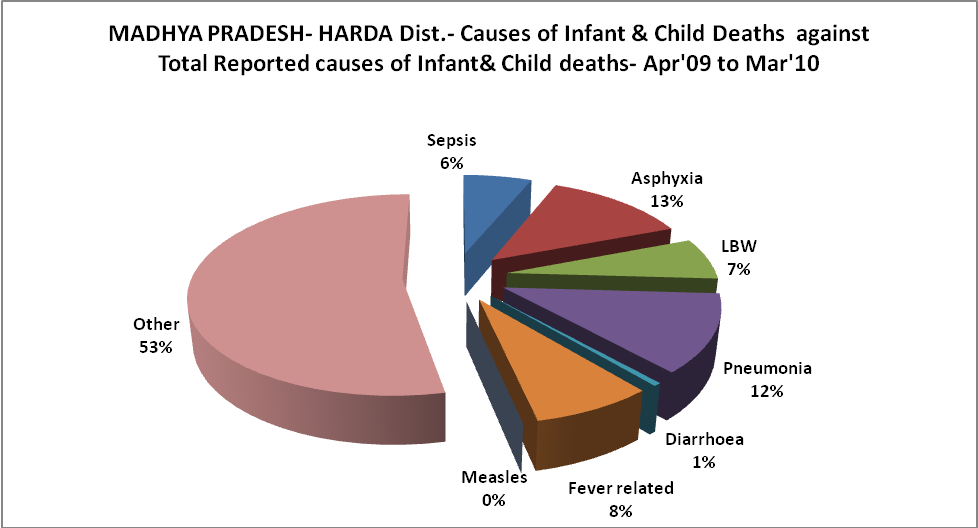 MADHYA PRADESH- HARDA Dist.- Causes of Infant & Child Deaths  against
Total Reported causes of Infant& Child deaths- Apr'09 to Mar'10
Sepsis
6%
Asphyxia
13%
LBW
7%
Pneumonia
12%
Diarrhoea
1%
Fever related
8%
Measles
0%
Other
53%